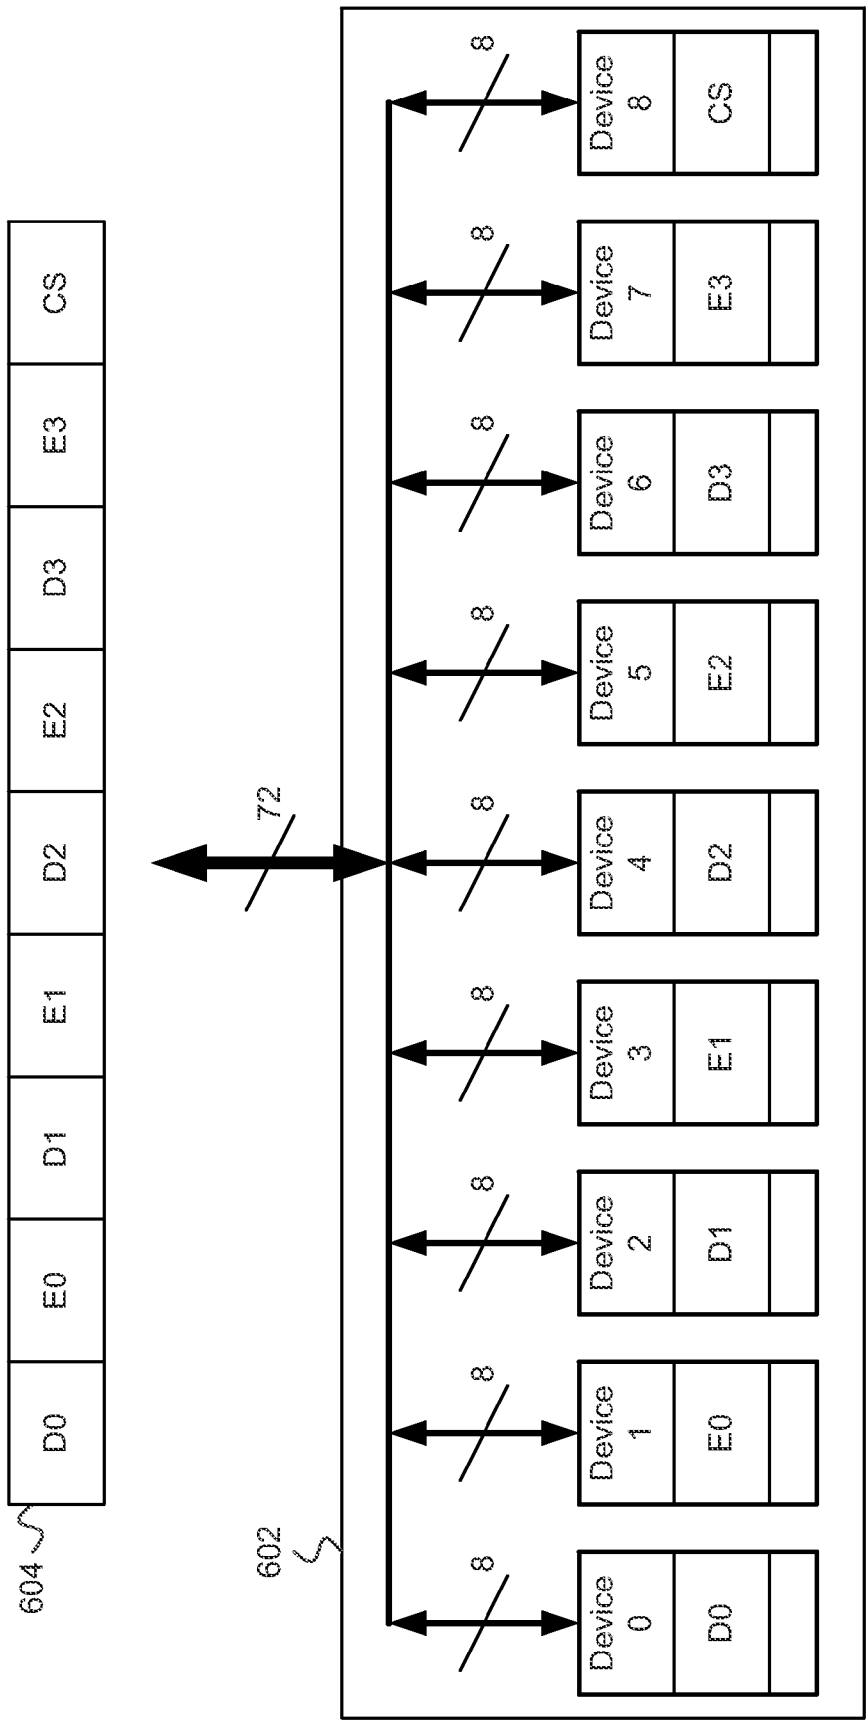 604
D0 E0 D1 E1 D2 E2 D3 E3 CS
72
602
8 8 8 8 8 8 8 8 8
Device Device Device Device Device Device Device Device Device
0 1 2 3 4 5 6 7 8
D0 E0 D1 E1 D2 E2 D3 E3 CS